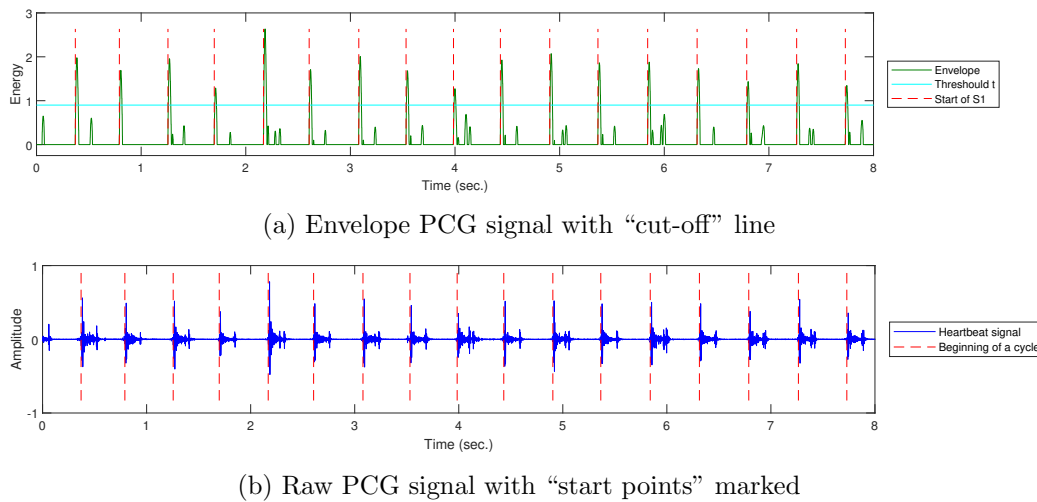 3
2
1
0
Energy
0 1 2 3 4 5 6 7 8
Time (sec.)
Envelope
Threshould t
Start of S1
(a) Envelope PCG signal with “cut-off” line
1
0
-1
Amplitude
0 1 2 3 4 5 6 7 8
Time (sec.)
Heartbeat signal
Beginning of a cycle
(b) Raw PCG signal with “start points” marked